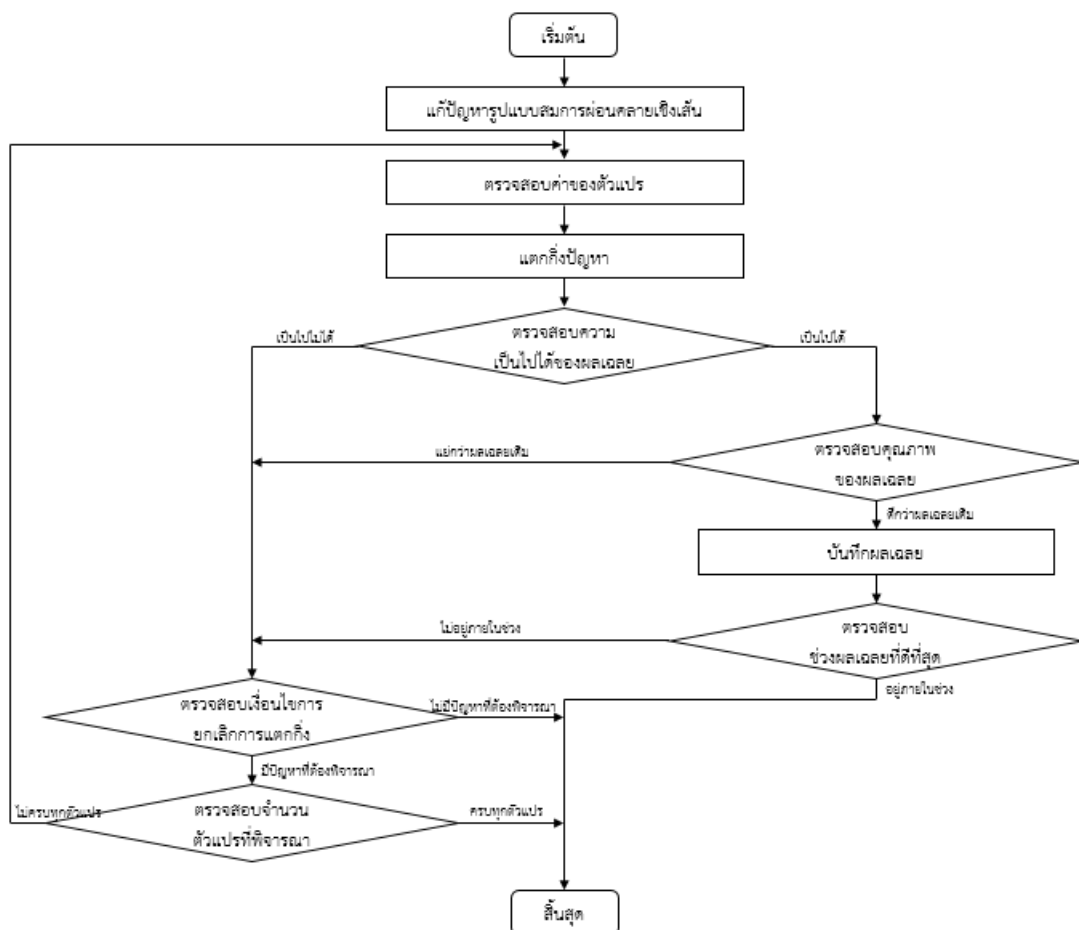 เริ่มต้น
แก้ปัญหารูปแบบสมการผ่อนคลายเชิงเส้น
ตรวจสอบค่าของตัวแปร
แตกกิ่งปัญหา
ตรวจสอบความ
เป็นไปได้ของผลเฉลย
เป็นไปไม่ได้
เป็นไปได้
ตรวจสอบคุณภาพ
ของผลเฉลย
แย่กว่าผลเฉลยเดิม
ดีกว่าผลเฉลยเดิม
บันทึกผลเฉลย
ตรวจสอบ
ช่วงผลเฉลยที่ดีที่สุด
ไม่อยู่ภายในช่วง
อยู่ภายในช่วง
ตรวจสอบเงื่อนไขการ
ยกเลิกการแตกกิ่ง
ไม่มีปัญหาที่ต้องพิจารณา
มีปัญหาที่ต้องพิจารณา
ตรวจสอบจำนวน
ตัวแปรที่พิจารณา
ไม่ครบทุกตัวแปร
ครบทุกตัวแปร
สิ้นสุด